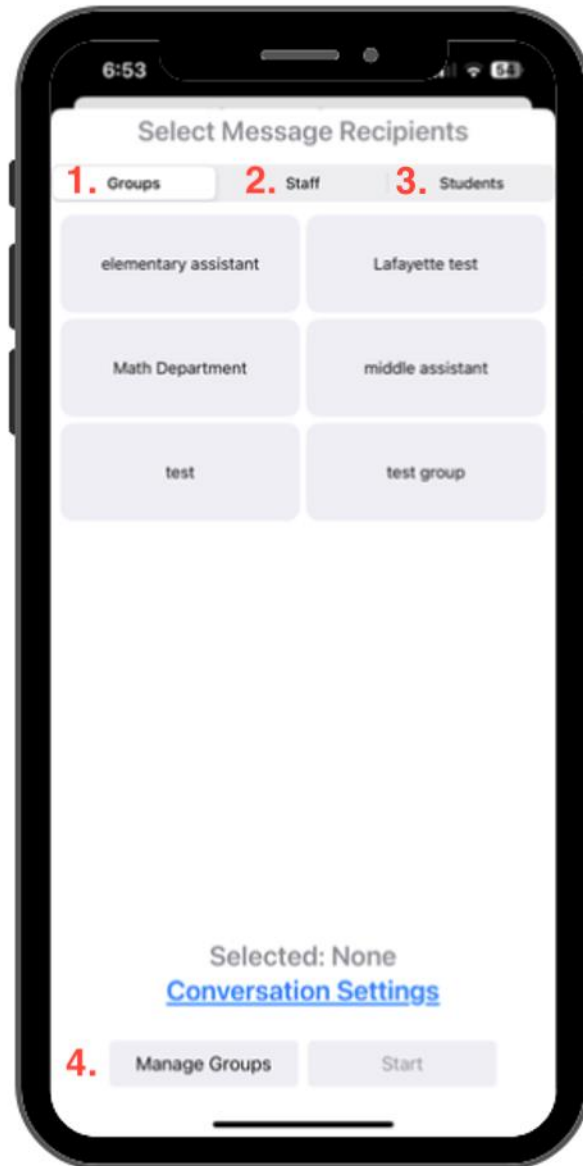 6:53 54
Select Message Recipients
1. Groups 2. Staff 3. Students
elementary assistant Lafayette test
Math Department middle assistant
test test group
Selected: None
Conversation Settings
4. Manage Groups Start